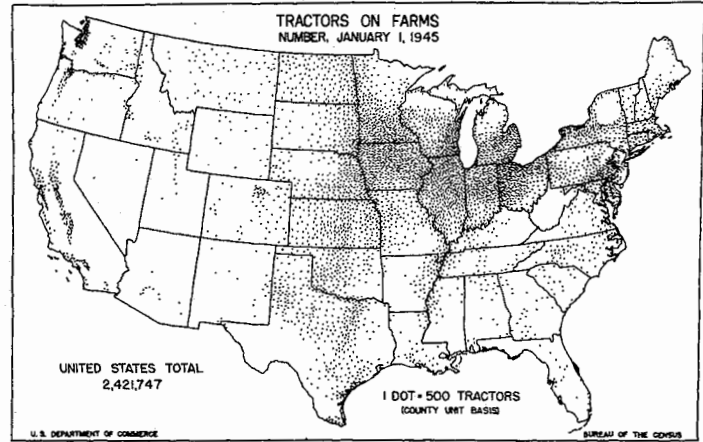 TRACTORS ON FARMS
NUMBER, JANUARY 1, 1945
UNITED STATES TOTAL
2,421,747
1 DOT = 500 TRACTORS
(COUNTY UNIT BASIS)
U. S. DEPARTMENT OF COMMERCE
BUREAU OF THE CENSUS